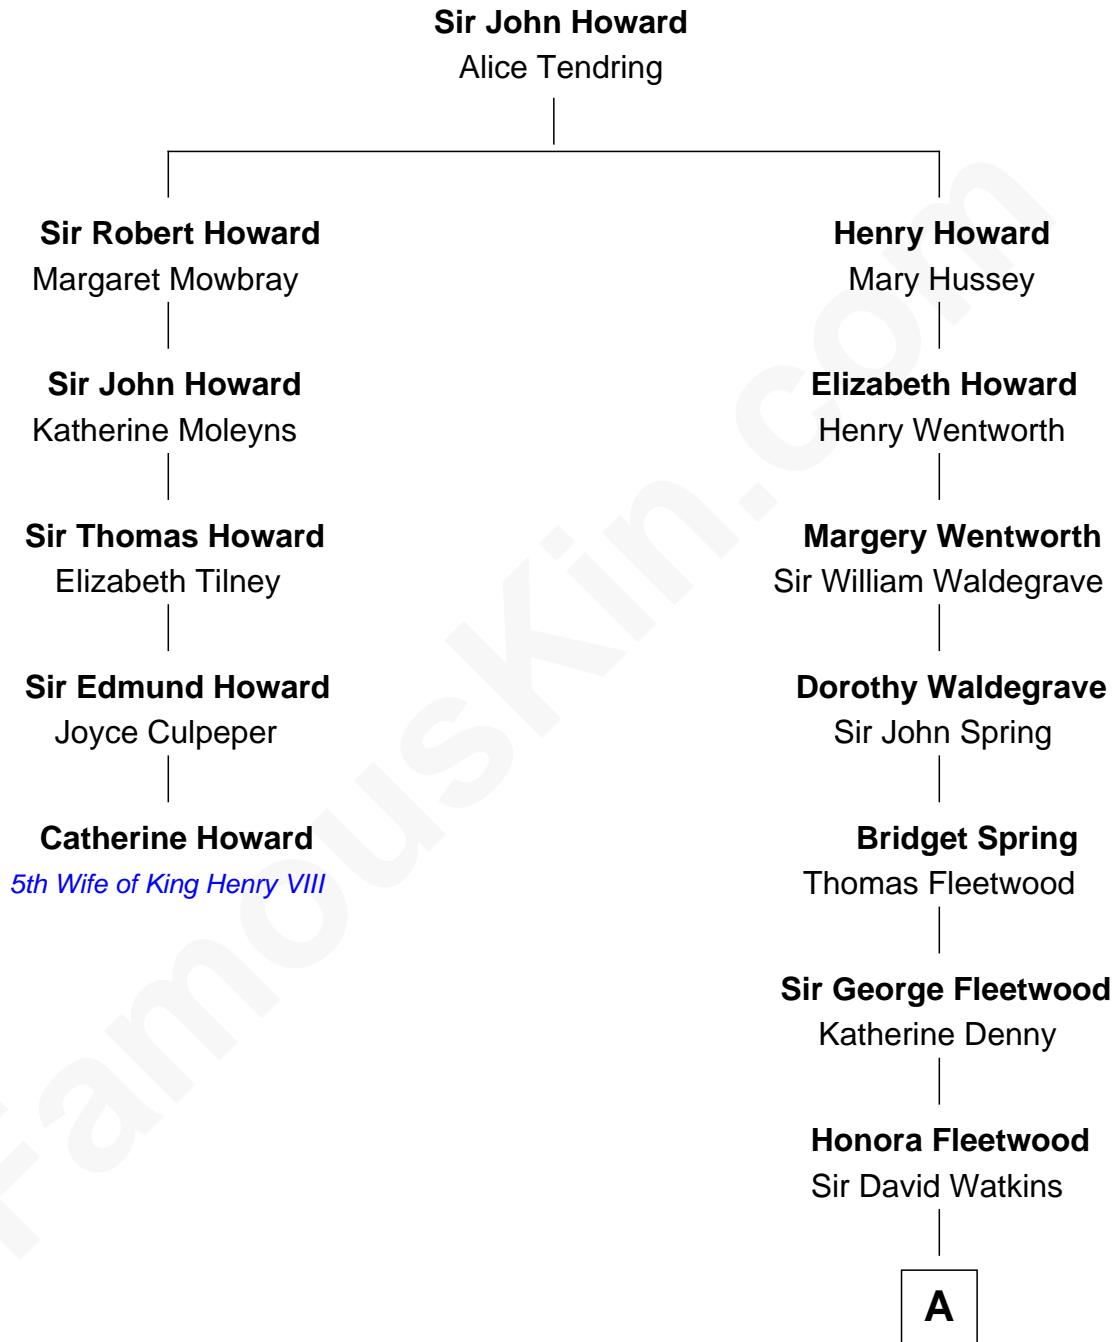 Sir John Howard
Alice Tendring
Sir Robert Howard
Margaret Mowbray
Henry Howard
Mary Hussey
Sir John Howard
Katherine Moleyns
Elizabeth Howard
Henry Wentworth
Sir Thomas Howard
Elizabeth Tilney
Margery Wentworth
Sir William Waldegrave
Sir Edmund Howard
Joyce Culpeper
Dorothy Waldegrave
Sir John Spring
Catherine Howard
5th Wife of King Henry VIII
Bridget Spring
Thomas Fleetwood
Sir George Fleetwood
Katherine Denny
Honora Fleetwood
Sir David Watkins
A
FamousKin.com